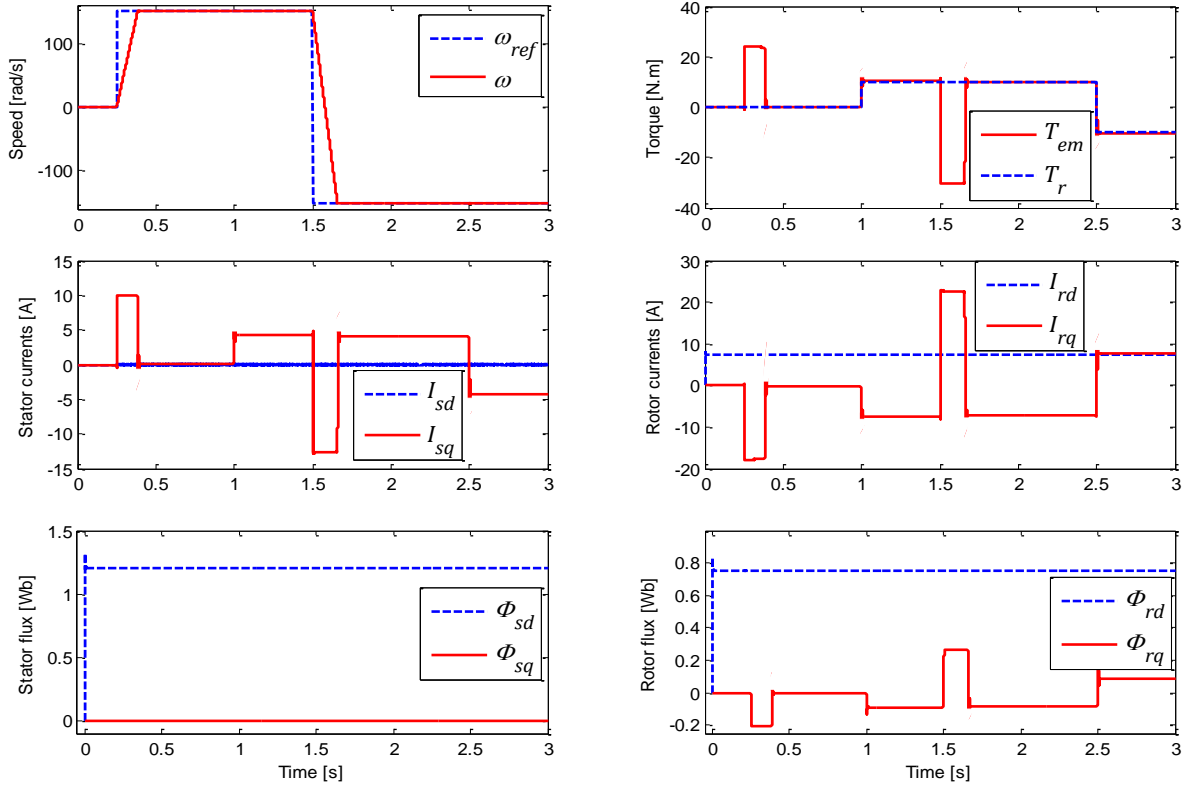 Speed [rad/s]
100
0
-100
0 0.5 1 1.5 2 2.5 3
ω_ref
ω
Torque [N.m]
40
20
0
-20
-40
0 0.5 1 1.5 2 2.5 3
T_em
T_r
Stator currents [A]
15
10
5
0
-5
-10
-15
0 0.5 1 1.5 2 2.5 3
I_sd
I_sq
Rotor currents [A]
30
20
10
0
-10
-20
0 0.5 1 1.5 2 2.5 3
I_rd
I_rq
Stator flux [Wb]
1.5
1
0.5
0
0 0.5 1 1.5 2 2.5 3
Time [s]
Φ_sd
Φ_sq
Rotor flux [Wb]
0.8
0.6
0.4
0.2
0
-0.2
0 0.5 1 1.5 2 2.5 3
Time [s]
Φ_rd
Φ_rq